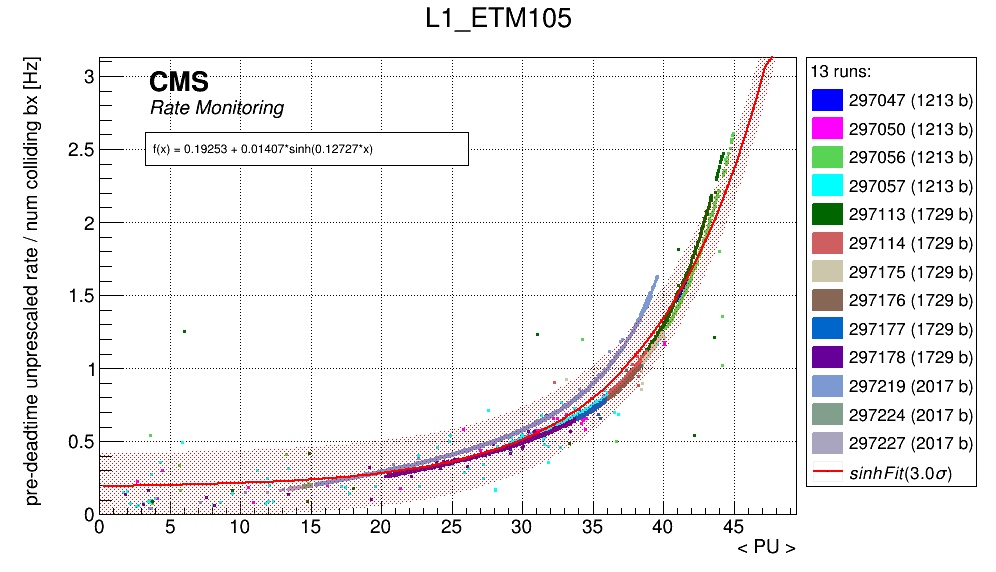 L1_ETM105
pre-deadtime unprescaled rate / num colliding bx [Hz]
3
2.5
2
1.5
1
0.5
0
CMS
Rate Monitoring
f(x) = 0.19253 + 0.01407*sinh(0.12727*x)
0 5 10 15 20 25 30 35 40 45
< PU >
13 runs:
297047 (1213 b)
297050 (1213 b)
297056 (1213 b)
297057 (1213 b)
297113 (1729 b)
297114 (1729 b)
297175 (1729 b)
297176 (1729 b)
297177 (1729 b)
297178 (1729 b)
297219 (2017 b)
297224 (2017 b)
297227 (2017 b)
sinhFit(3.0σ)